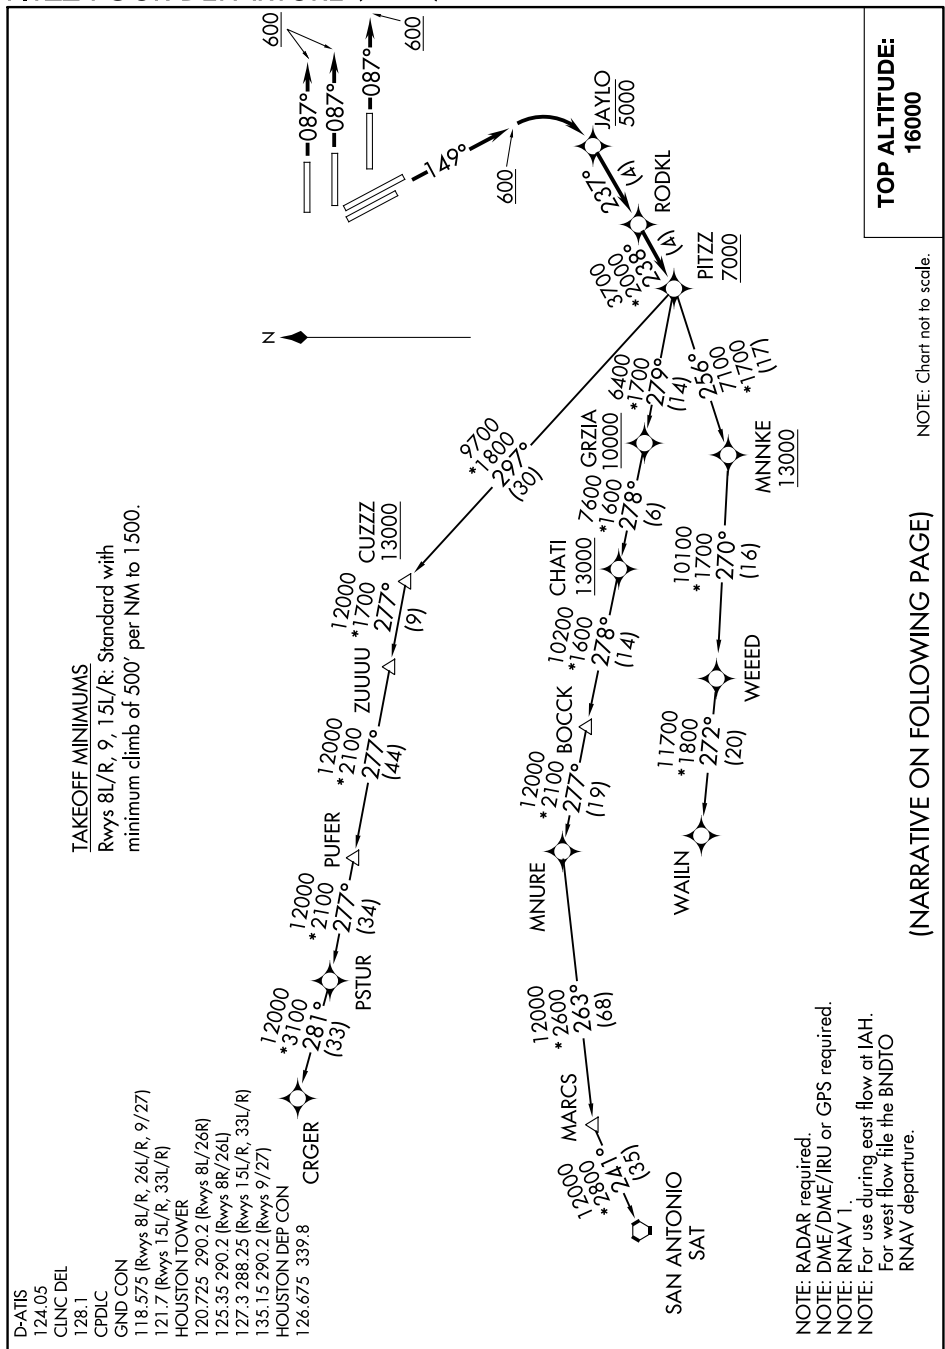 D-ATIS
124.05
CLNC DEL
128.1
CPDLC
GND CON
118.575 (Rwys 8L/R, 26L/R, 9/27)
121.7 (Rwys 15L/R, 33L/R)
HOUSTON TOWER
120.725 290.2 (Rwys 8L/26R)
125.35 290.2 (Rwys 8R/26L)
127.3 288.25 (Rwys 15L/R, 33L/R)
135.15 290.2 (Rwys 9/27)
HOUSTON DEP CON
126.675 339.8
TAKEOFF MINIMUMS
Rwys 8L/R, 9, 15L/R: Standard with
minimum climb of 500' per NM to 1500.
600
087°
087°
087°
600
149°
600
N
JAYLO
5000
237°
(4)
RODKL
3700
*2000
238°
(4)
PITZZ
7000
TOP ALTITUDE:
16000
9700
*1800
297°
(30)
CUZZZ
13000
12000
*1700
277°
(9)
ZUUUU
12000
*2100
277°
(44)
PUFER
12000
*2100
277°
(34)
PSTUR
12000
*3100
281°
(33)
CRGER
6400
*1700
279°
(14)
GRZIA
10000
7600
*1600
278°
(6)
CHATI
13000
10200
*1600
278°
(14)
BOCCK
12000
*2100
277°
(19)
MNURE
12000
*2600
263°
(68)
MARCS
12000
*2800
241°
(35)
SAN ANTONIO
SAT
256°
7100
*1700
(17)
MNNKE
13000
10100
*1700
270°
(16)
WEEED
11700
*1800
272°
(20)
WAILN
NOTE: RADAR required.
NOTE: DME/DME/IRU or GPS required.
NOTE: RNAV 1.
NOTE: For use during east flow at IAH.
For west flow file the BNDTO
RNAV departure.
(NARRATIVE ON FOLLOWING PAGE)
NOTE: Chart not to scale.